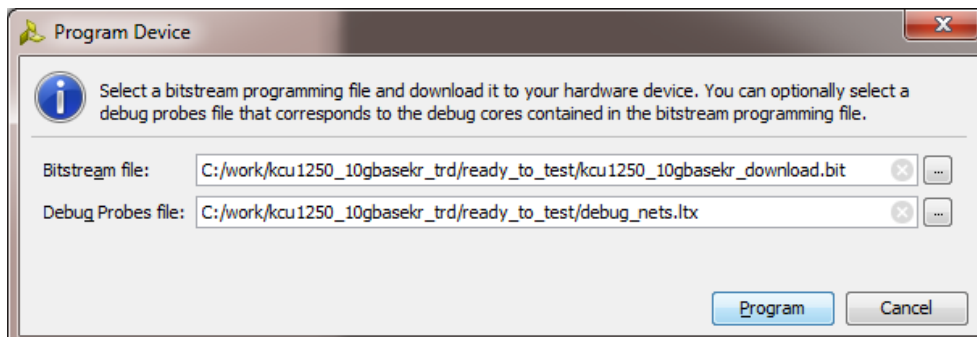 Program Device
Select a bitstream programming file and download it to your hardware device. You can optionally select a
debug probes file that corresponds to the debug cores contained in the bitstream programming file.
Bitstream file: C:/work/kcu1250_10gbasekr_trd/ready_to_test/kcu1250_10gbasekr_download.bit ...
Debug Probes file: C:/work/kcu1250_10gbasekr_trd/ready_to_test/debug_nets.ltx ...
Program Cancel